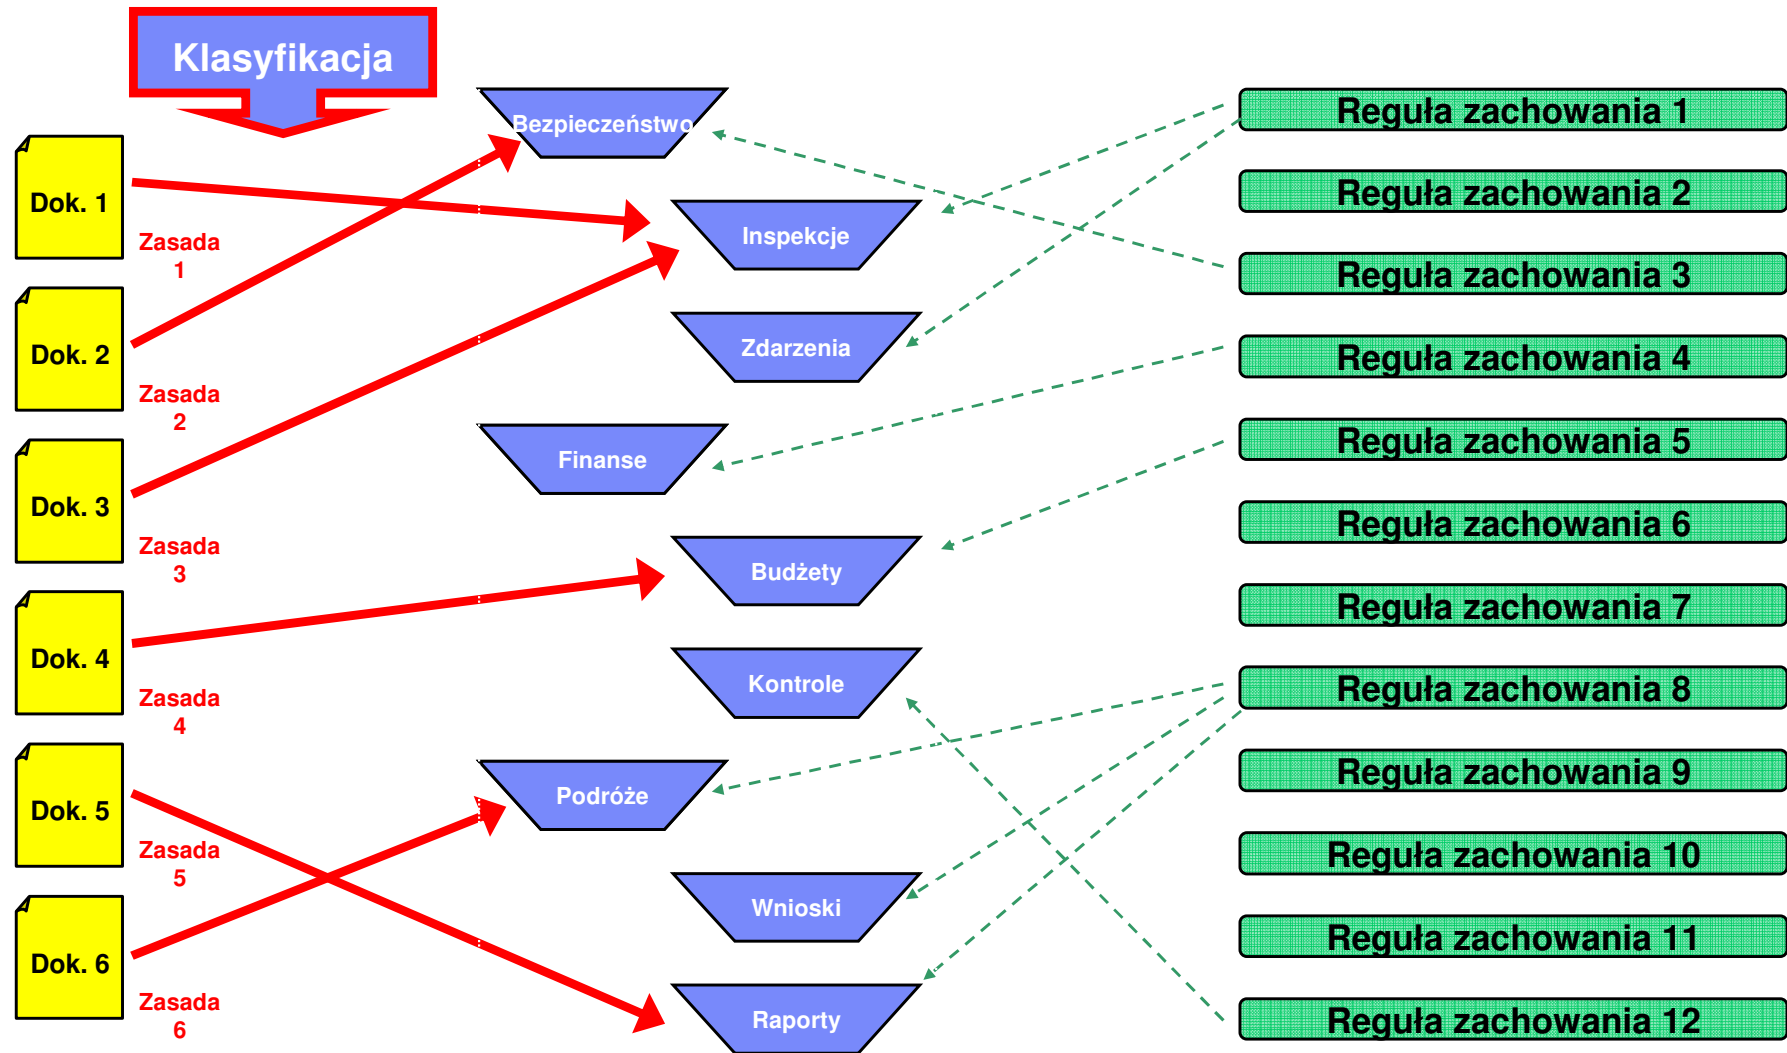 Klasyfikacja
Dok. 1
Zasada
1
Dok. 2
Zasada
2
Dok. 3
Zasada
3
Dok. 4
Zasada
4
Dok. 5
Zasada
5
Dok. 6
Zasada
6
Bezpieczeństwo
Inspekcje
Zdarzenia
Finanse
Budżety
Kontrole
Podróże
Wnioski
Raporty
Reguła zachowania 1
Reguła zachowania 2
Reguła zachowania 3
Reguła zachowania 4
Reguła zachowania 5
Reguła zachowania 6
Reguła zachowania 7
Reguła zachowania 8
Reguła zachowania 9
Reguła zachowania 10
Reguła zachowania 11
Reguła zachowania 12